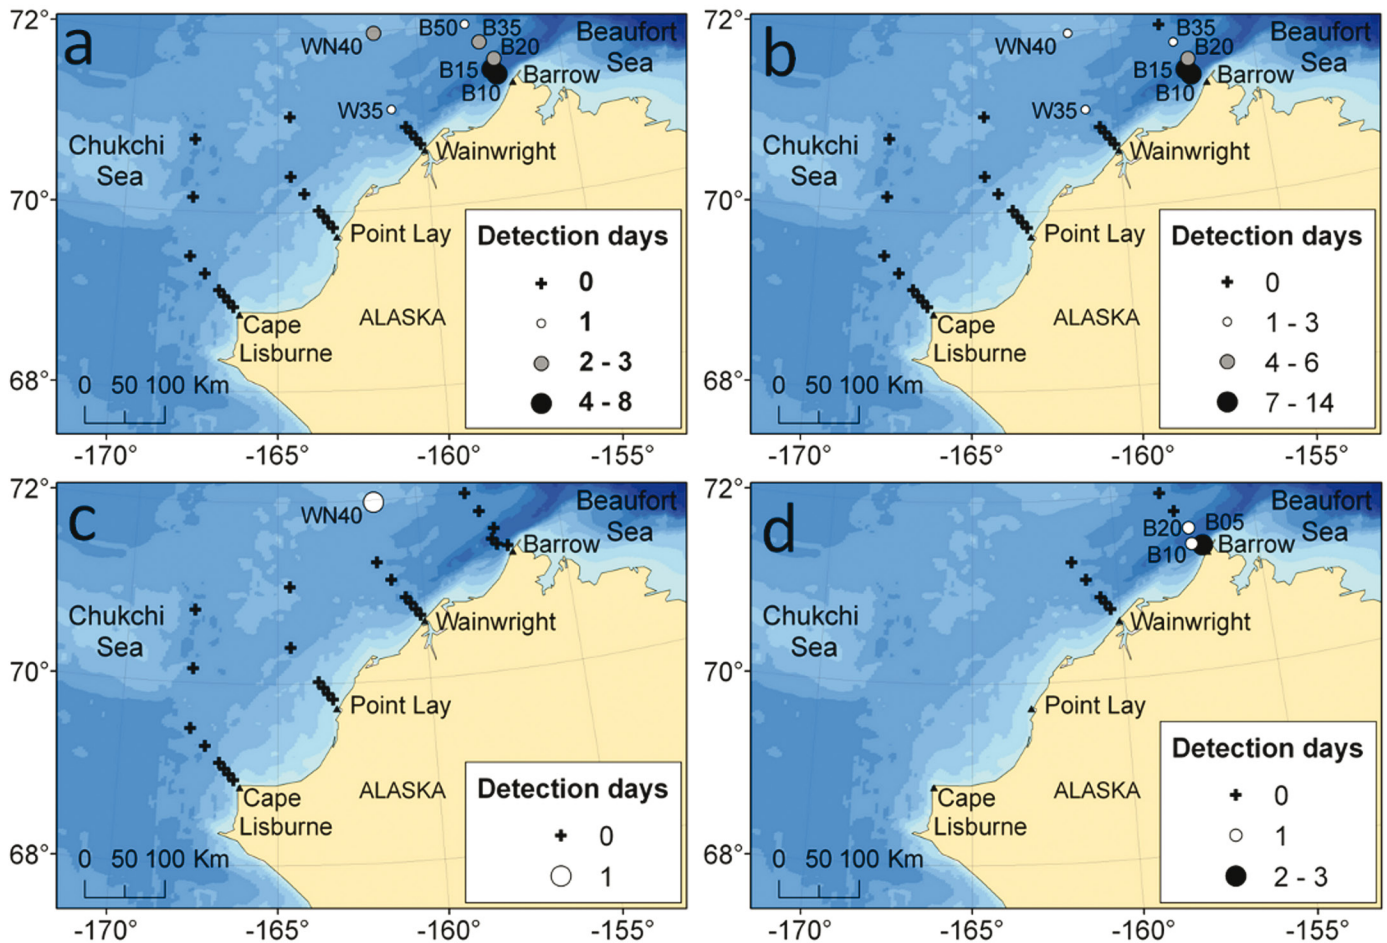 a
72°
70°
68°
-170°
-165°
-160°
-155°
WN40
B50
B35
B20
B15
B10
W35
Beaufort
Sea
Barrow
Chukchi
Sea
Wainwright
Point Lay
ALASKA
Cape
Lisburne
0 50 100 Km
Detection days
0
1
2 - 3
4 - 8
b
72°
70°
68°
-170°
-165°
-160°
-155°
WN40
B35
B20
B15
B10
W35
Beaufort
Sea
Barrow
Chukchi
Sea
Wainwright
Point Lay
ALASKA
Cape
Lisburne
0 50 100 Km
Detection days
0
1 - 3
4 - 6
7 - 14
c
72°
70°
68°
-170°
-165°
-160°
-155°
WN40
Beaufort
Sea
Barrow
Chukchi
Sea
Wainwright
Point Lay
ALASKA
Cape
Lisburne
0 50 100 Km
Detection days
0
1
d
72°
70°
68°
-170°
-165°
-160°
-155°
B20
B05
B10
Beaufort
Sea
Barrow
Chukchi
Sea
Wainwright
Point Lay
ALASKA
Cape
Lisburne
0 50 100 Km
Detection days
0
1
2 - 3